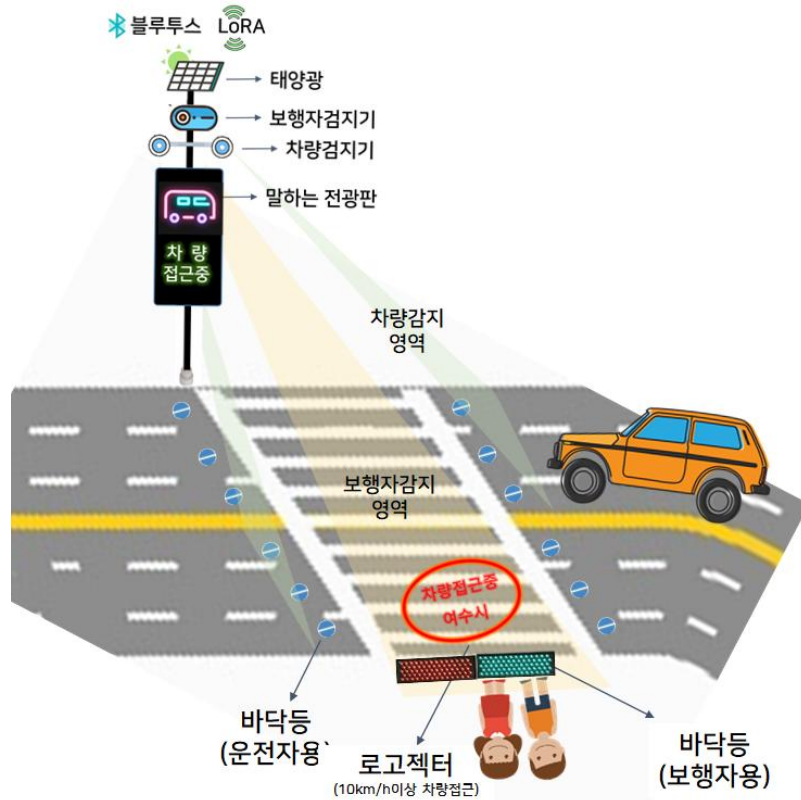 블루투스 LoRA
태양광
보행자검지기
차량검지기
말하는 전광판
차 량
접근중
차량감지
영역
보행자감지
영역
차량접근중
여수시
바닥등
(운전자용`
로고젝터
(10km/h이상 차량접근)
바닥등
(보행자용)